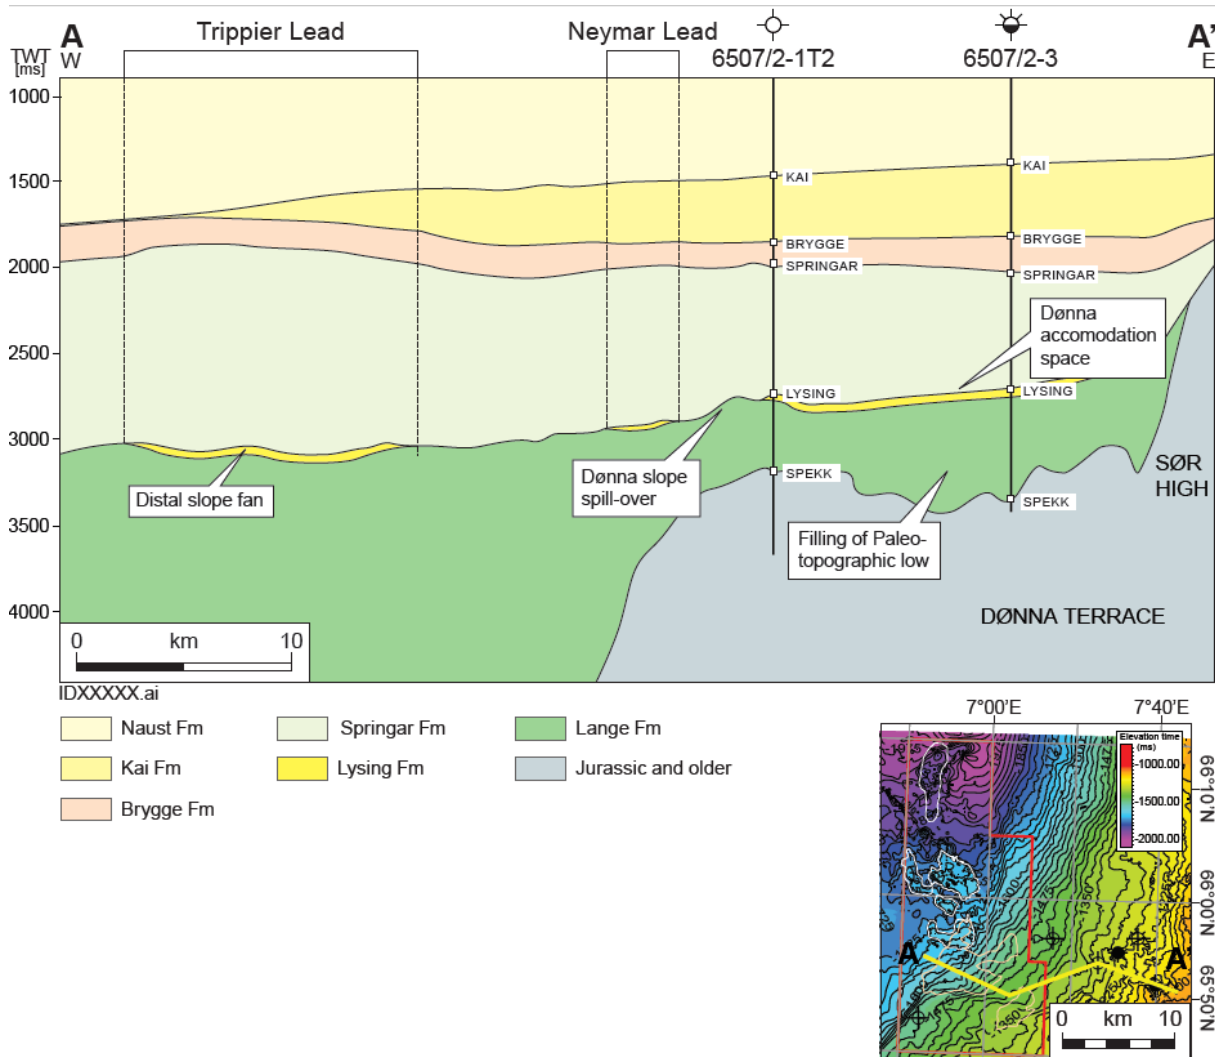 A
Trippier Lead
Neymar Lead
A'
TWT
[ms]
W
6507/2-1T2
6507/2-3
E
1000
1500
2000
2500
3000
3500
4000
KAI
KAI
BRYGGE
BRYGGE
SPRINGAR
SPRINGAR
Dønna
accomodation
space
LYSING
LYSING
Distal slope fan
Dønna slope
spill-over
SPEKK
SPEKK
SØR
HIGH
Filling of Paleo-
topographic low
DØNNA TERRACE
0 km 10
IDXXXXX.ai
Naust Fm
Springar Fm
Lange Fm
Kai Fm
Lysing Fm
Jurassic and older
Brygge Fm
7°00'E
7°40'E
Elevation time
(ms)
-1000.00
-1500.00
-2000.00
66°10'N
66°00'N
65°50'N
1475
1350
1350
1475
A
A'
0 km 10